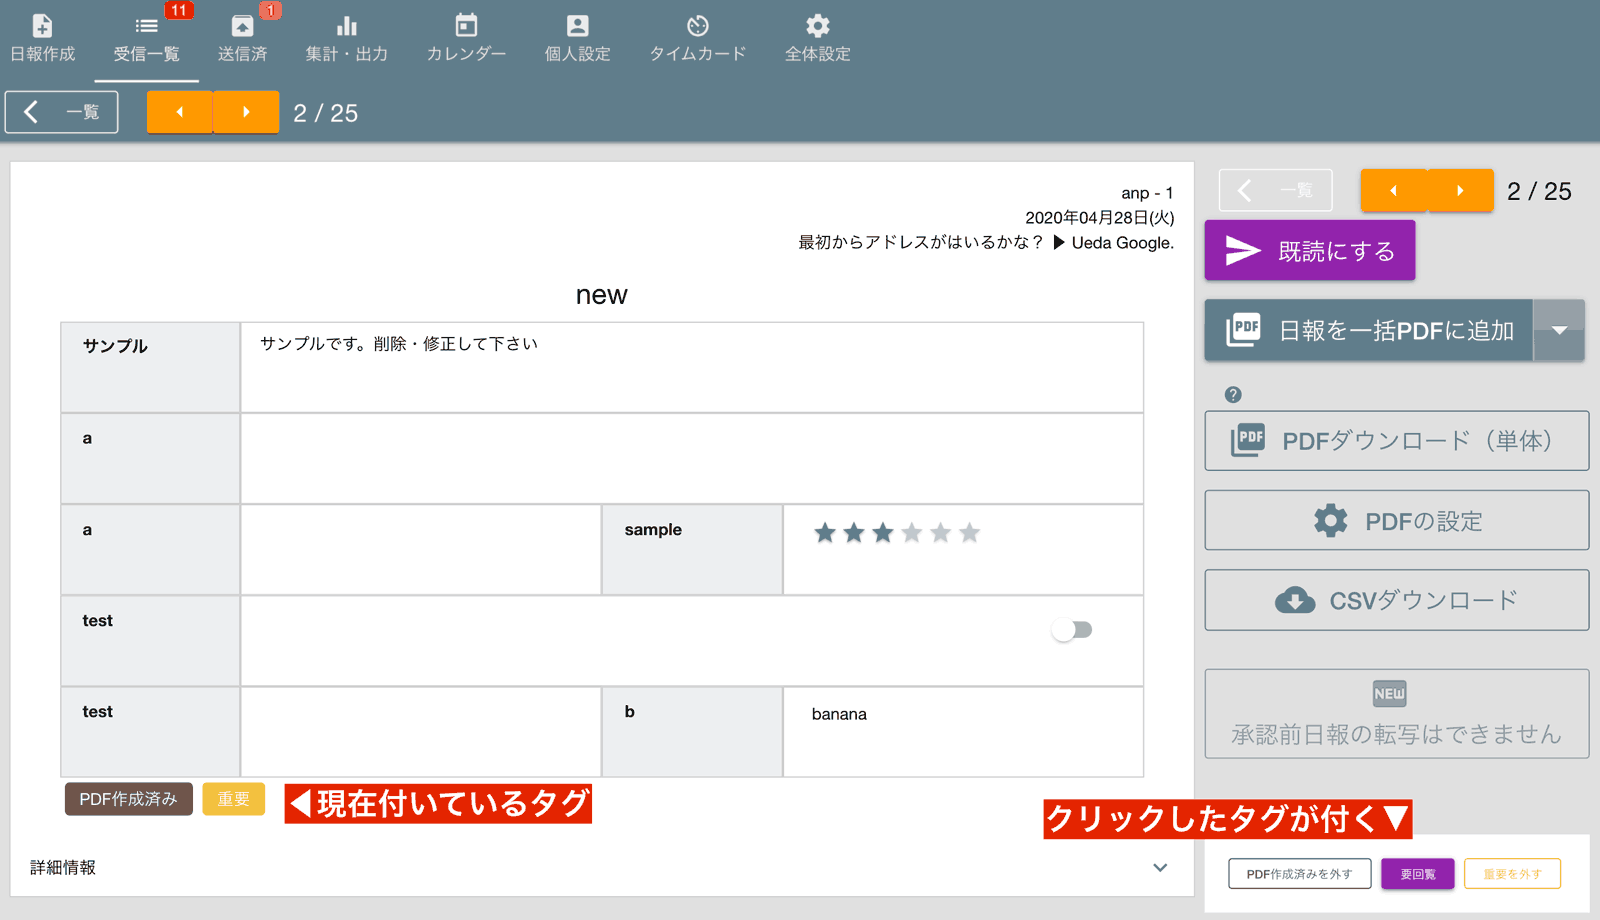 11
1
日報作成
受信一覧
送信済
集計・出力
カレンダー
個人設定
タイムカード
全体設定
一覧
2 / 25
anp - 1
2020年04月28日(火)
最初からアドレスがはいるかな？ ▶ Ueda Google.
new
サンプル
サンプルです。削除・修正して下さい
a
a
sample
test
test
b
banana
PDF作成済み
重要
◀現在付いているタグ
詳細情報
一覧
2 / 25
既読にする
PDF
日報を一括PDFに追加
?
PDF
PDFダウンロード（単体）
PDFの設定
CSVダウンロード
NEW
承認前日報の転写はできません
クリックしたタグが付く▼
PDF作成済みを外す
要回覧
重要を外す